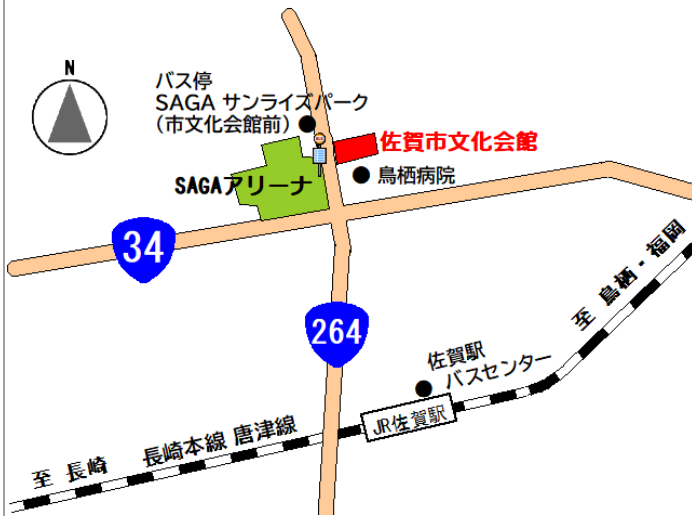 N
バス停
SAGA サンライズパーク
(市文化会館前)
佐賀市文化会館
SAGAアリーナ
鳥栖病院
34
264
至 鳥栖・福岡
佐賀駅
バスセンター
JR佐賀駅
長崎本線 唐津線
至 長崎